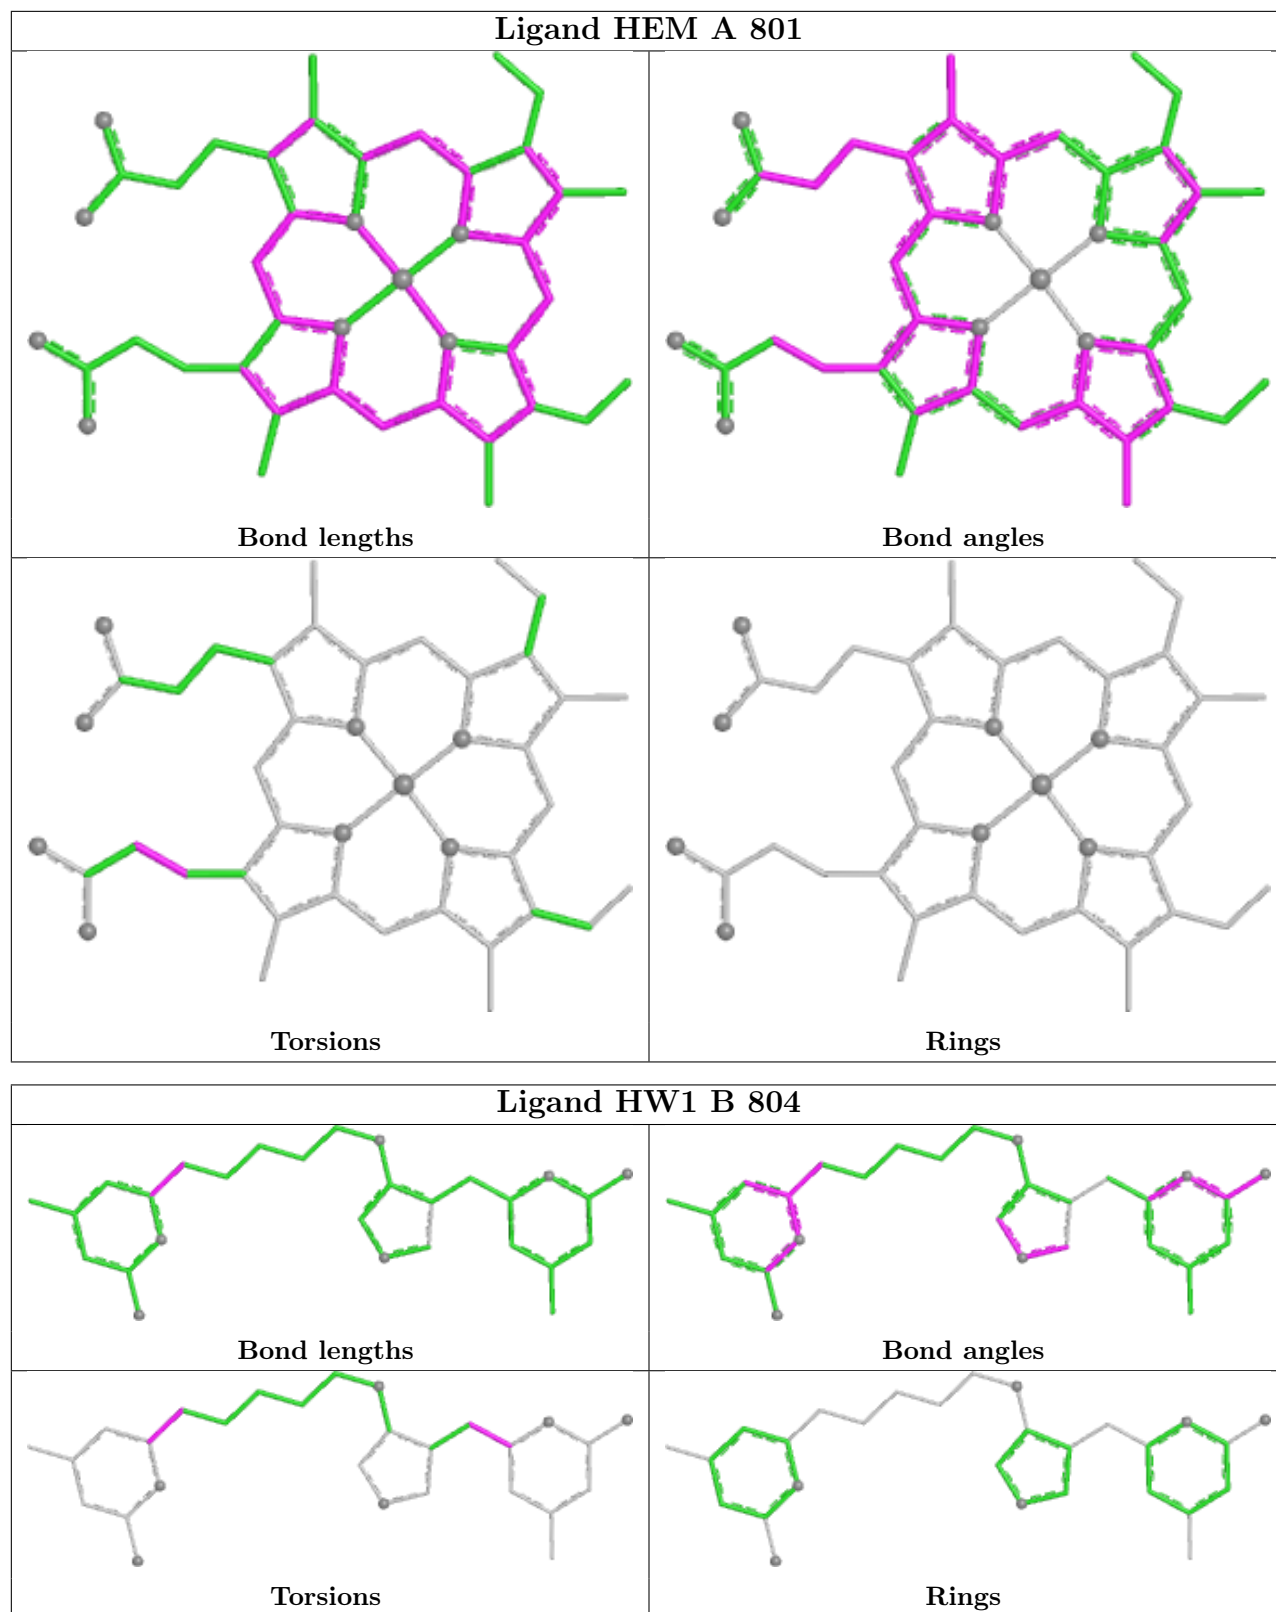 Ligand HEM A 801
Bond lengths
Bond angles
Torsions
Rings
Ligand HW1 B 804
Bond lengths
Bond angles
Torsions
Rings